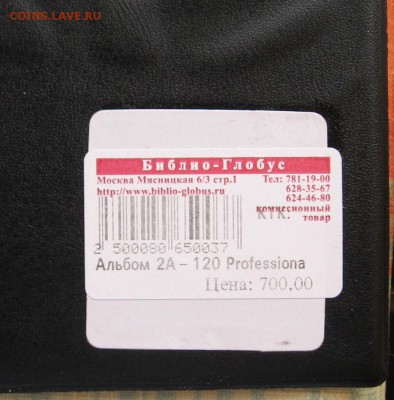 COINS.LAVE.RU
Библио-Глобус
Москва Мясницкая 6/3 стр.1 Тел: 781-19-00
http://www.biblio-globus.ru 628-35-67
624-46-80
комиссионный
КТК. товар
2 500080 650037
Альбом 2А - 120 Professiona
Цена: 700,00